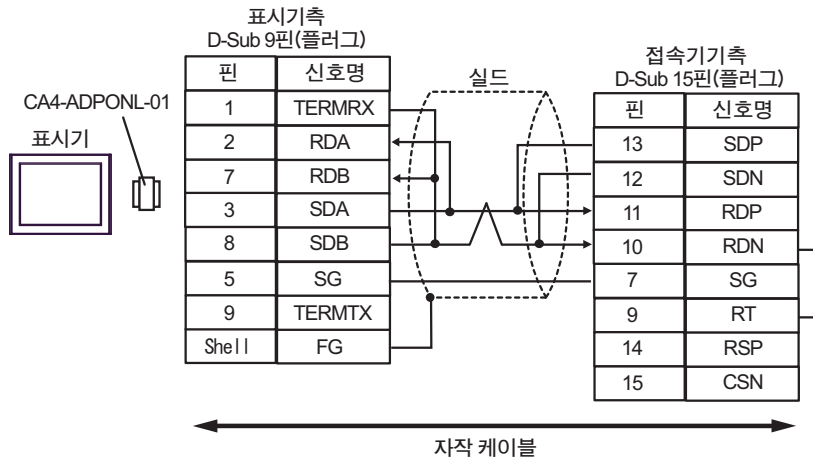 표시기측
D-Sub 9핀(플러그)
핀 신호명
1 TERMRX
2 RDA
7 RDB
3 SDA
8 SDB
5 SG
9 TERMTX
Shell FG
CA4-ADPONL-01
표시기
실드
접속기기측
D-Sub 15핀(플러그)
핀 신호명
13 SDP
12 SDN
11 RDP
10 RDN
7 SG
9 RT
14 RSP
15 CSN
자작 케이블